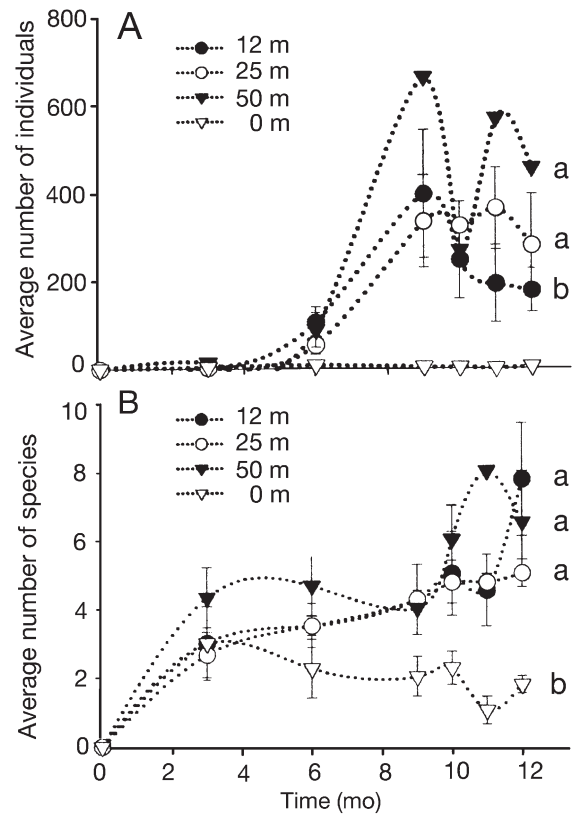 A
Average number of individuals
800
600
400
200
0
12 m
25 m
50 m
0 m
a
a
b
B
Average number of species
10
8
6
4
2
0
12 m
25 m
50 m
0 m
a
a
a
b
0 2 4 6 8 10 12
Time (mo)